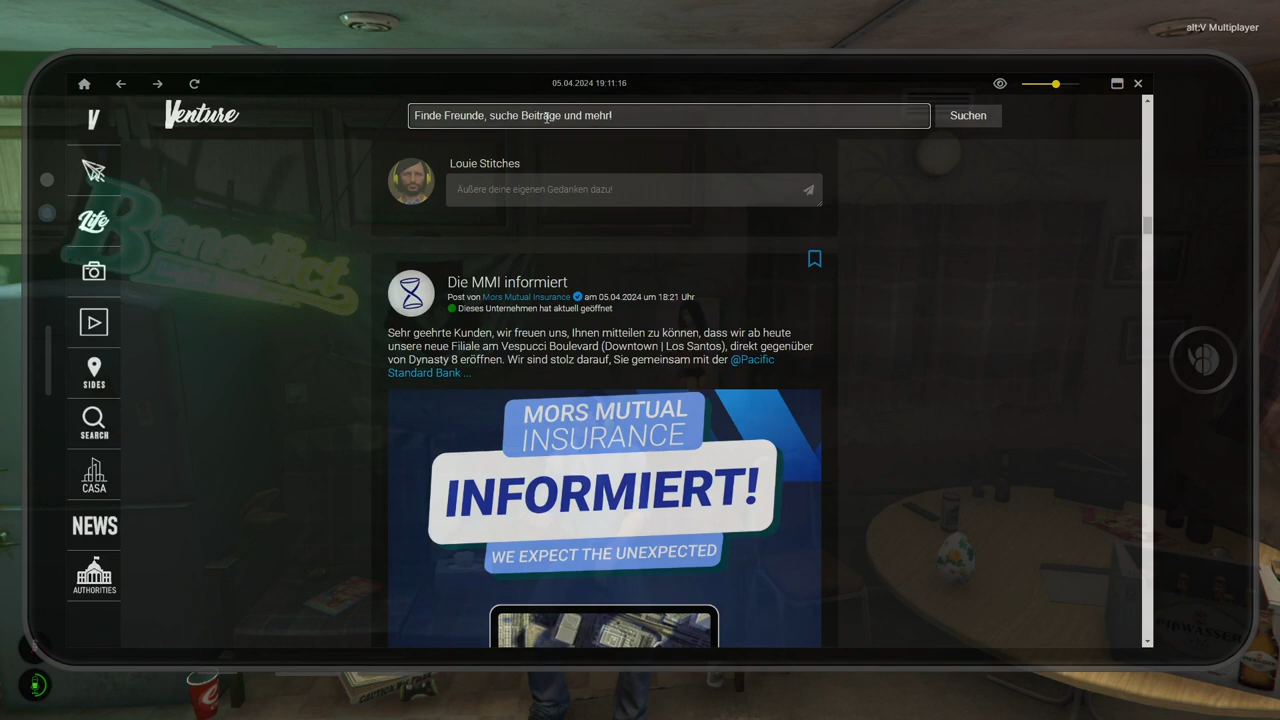 alt:V Multiplayer
05.04.2024 19:11:16
V
Venture
Finde Freunde, suche Beiträge und mehr!
Suchen
Louie Stitches
Äußere deine eigenen Gedanken dazu!
Life
Benedict
Die MMI informiert
Post von Mors Mutual Insurance am 05.04.2024 um 18:21 Uhr
Dieses Unternehmen hat aktuell geöffnet
Sehr geehrte Kunden, wir freuen uns, Ihnen mitteilen zu können, dass wir ab heute
unsere neue Filiale am Vespucci Boulevard (Downtown | Los Santos), direkt gegenüber
von Dynasty 8 eröffnen. Wir sind stolz darauf, Sie gemeinsam mit der @Pacific
Standard Bank ...
SIDES
SEARCH
CASA
NEWS
AUTHORITIES
MORS MUTUAL
INSURANCE
INFORMIERT!
WE EXPECT THE UNEXPECTED